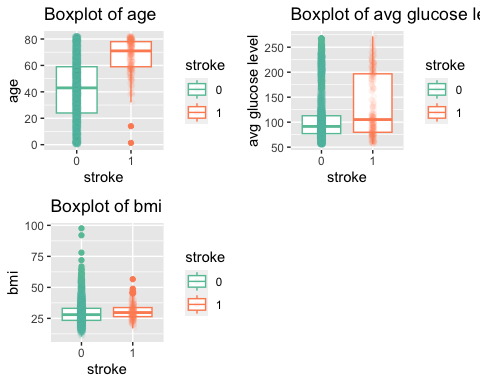 Boxplot of age
80
60
40
20
0
age
0
1
stroke
stroke
0
1
Boxplot of avg glucose le
250
200
150
100
50
avg glucose level
0
1
stroke
stroke
0
1
Boxplot of bmi
100
75
50
25
bmi
0
1
stroke
stroke
0
1